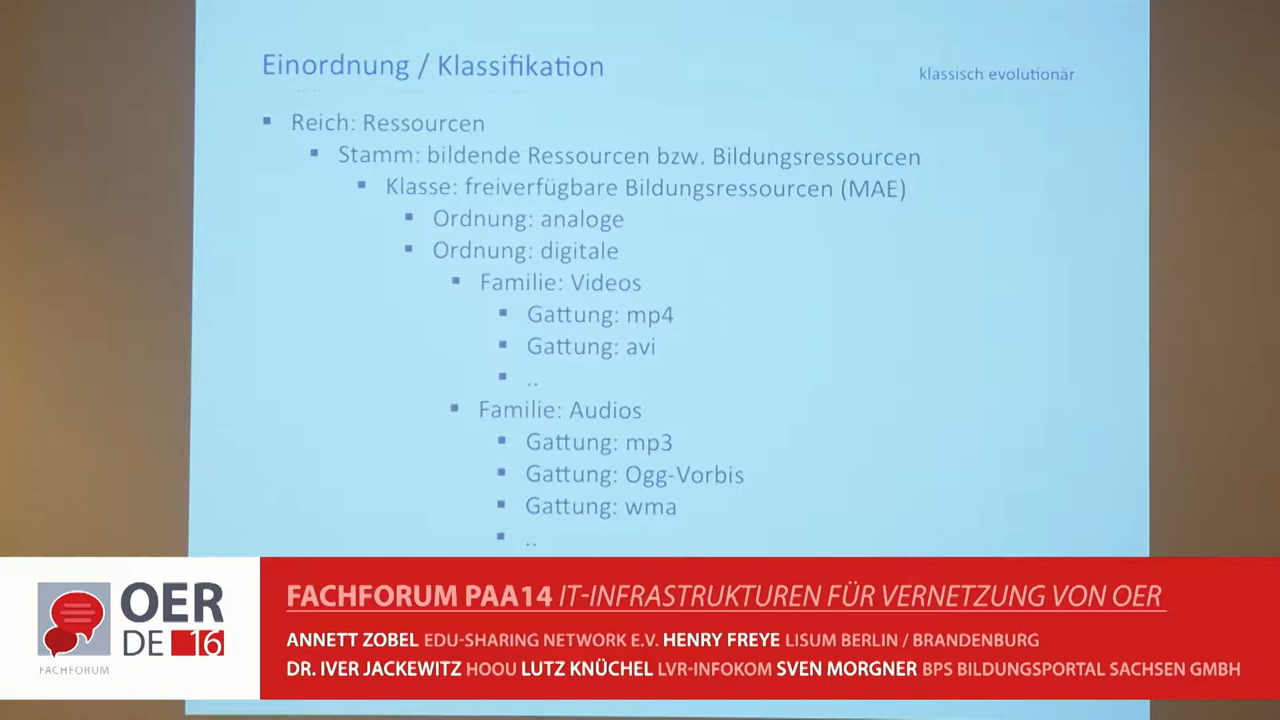 Einordnung / Klassifikation
klassisch evolutionär
Reich: Ressourcen
Stamm: bildende Ressourcen bzw. Bildungsressourcen
Klasse: freiverfügbare Bildungsressourcen (MAE)
Ordnung: analoge
Ordnung: digitale
Familie: Videos
Gattung: mp4
Gattung: avi
..
Familie: Audios
Gattung: mp3
Gattung: Ogg-Vorbis
Gattung: wma
..
OER
DE 16
FACHFORUM
FACHFORUM PAA14 IT-INFRASTRUKTUREN FÜR VERNETZUNG VON OER
ANNETT ZOBEL EDU-SHARING NETWORK E.V. HENRY FREYE LISUM BERLIN / BRANDENBURG
DR. IVER JACKEWITZ HOOU LUTZ KNÜCHEL LVR-INFOKOM SVEN MORGNER BPS BILDUNGSPORTAL SACHSEN GMBH